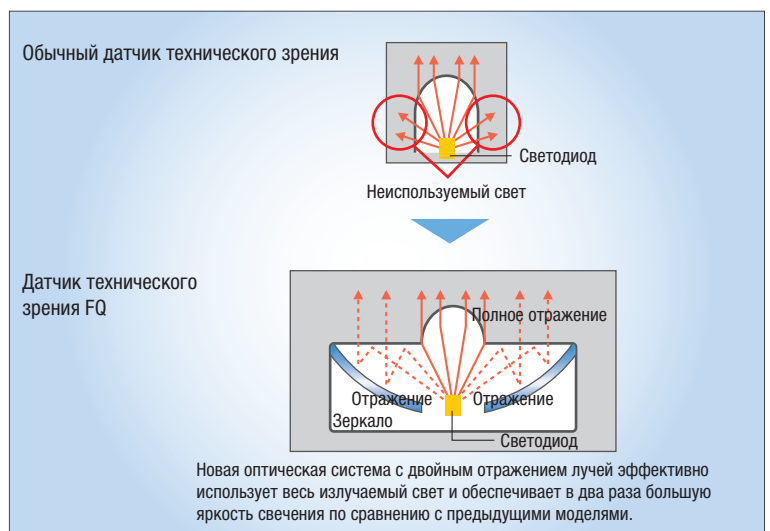 Обычный датчик технического зрения
Светодиод
Неиспользуемый свет
Датчик технического
зрения FQ
Полное отражение
Отражение
Отражение
Зеркало
Светодиод
Новая оптическая система с двойным отражением лучей эффективно
использует весь излучаемый свет и обеспечивает в два раза большую
яркость свечения по сравнению с предыдущими моделями.